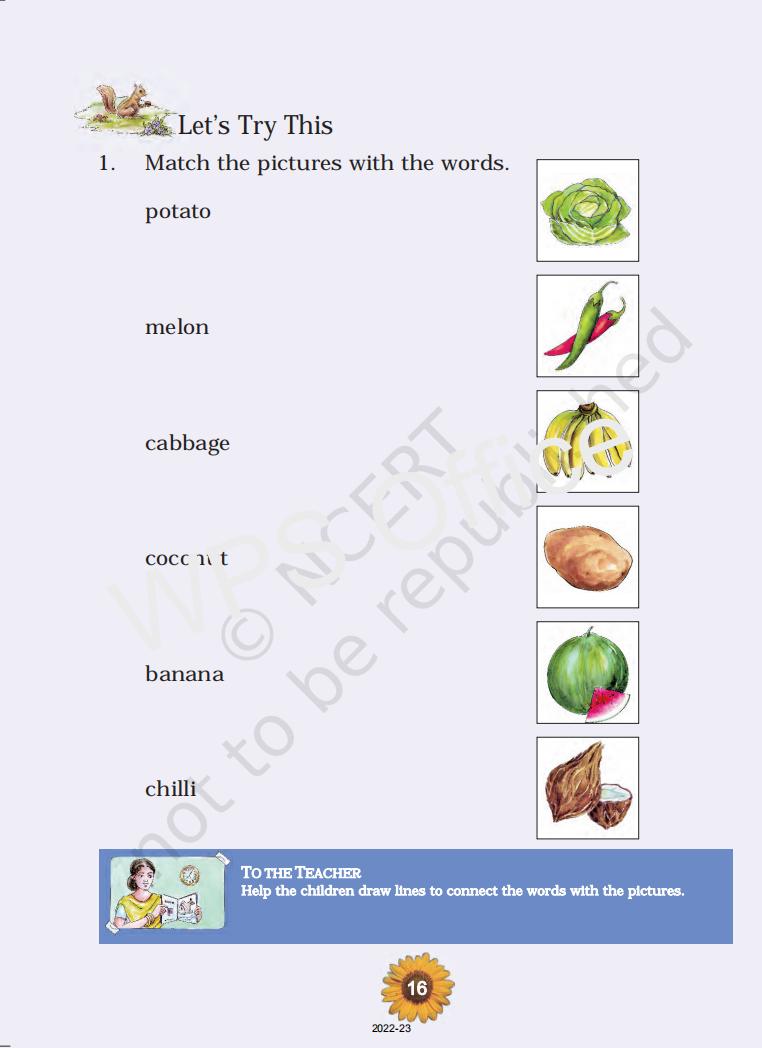 Let's Try This
1. Match the pictures with the words.
potato
melon
cabbage
coconut
banana
chilli
© NCERT
not to be republished
WPS Office
TO THE TEACHER
Help the children draw lines to connect the words with the pictures.
16
2022-23